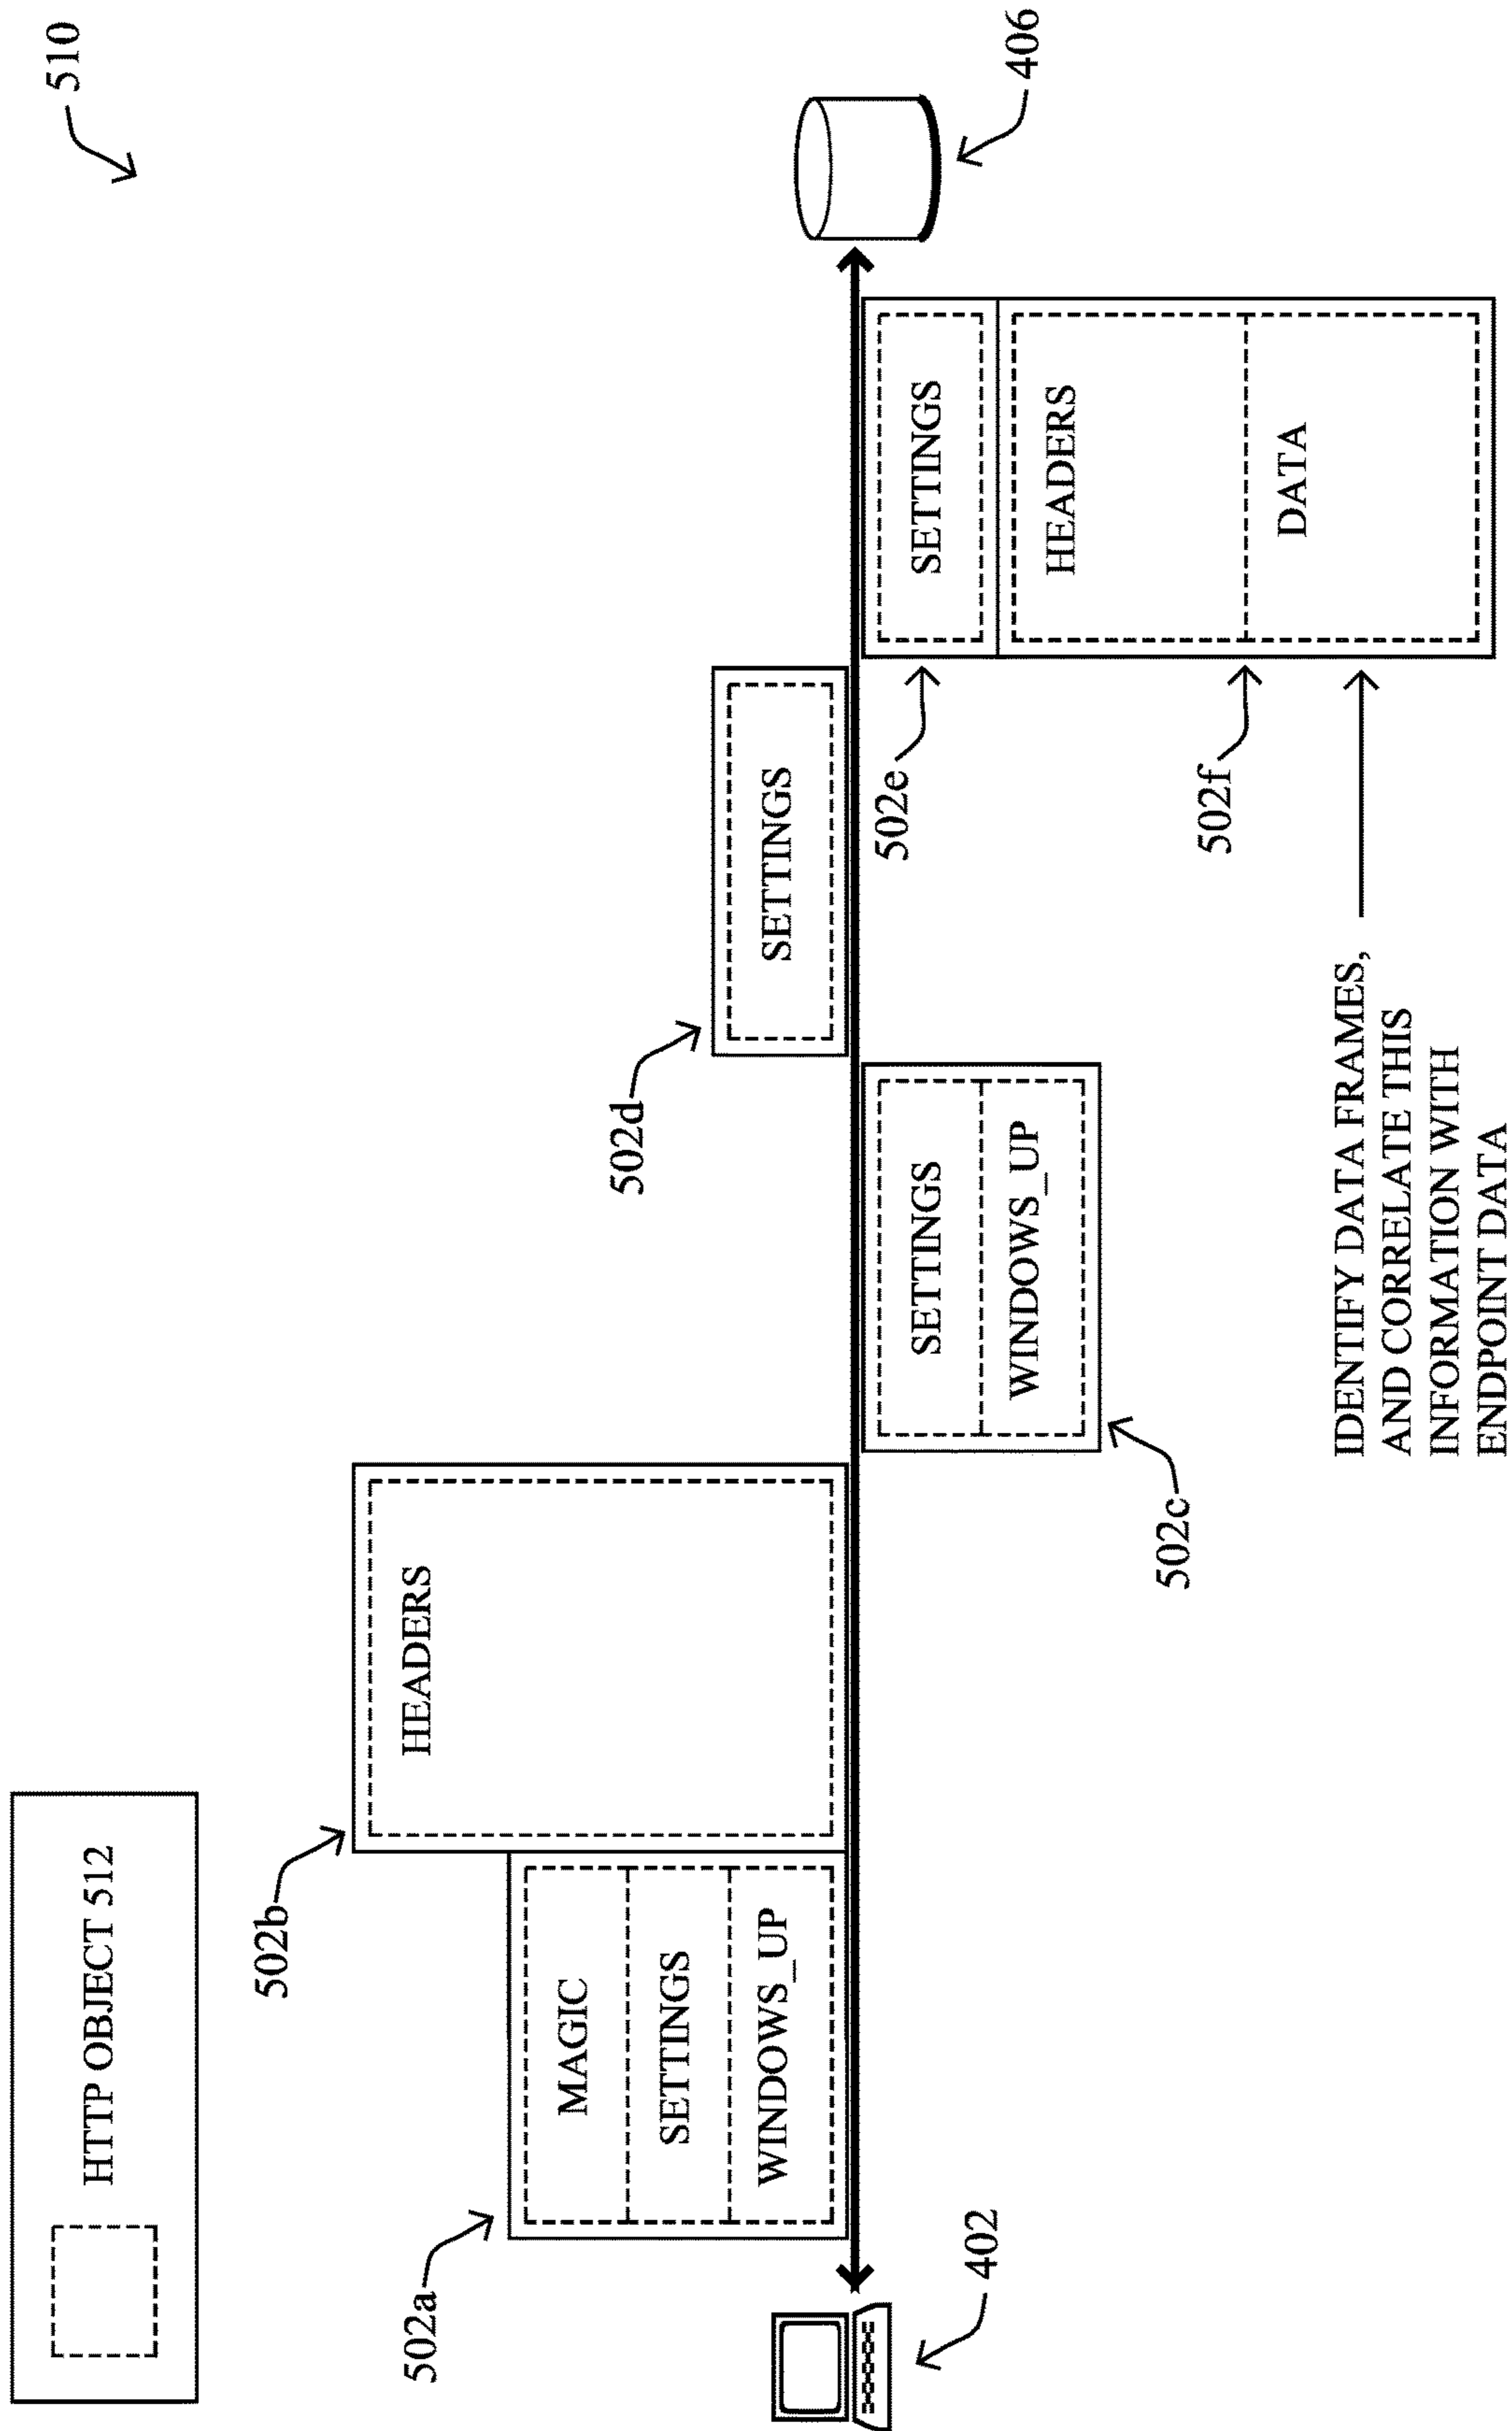 510
HTTP OBJECT 512
502b
HEADERS
502a
MAGIC
SETTINGS
WINDOWS_UP
502d
SETTINGS
402
406
SETTINGS
WINDOWS_UP
502c
502e
SETTINGS
502f
HEADERS
DATA
IDENTIFY DATA FRAMES,
AND CORRELATE THIS
INFORMATION WITH
ENDPOINT DATA